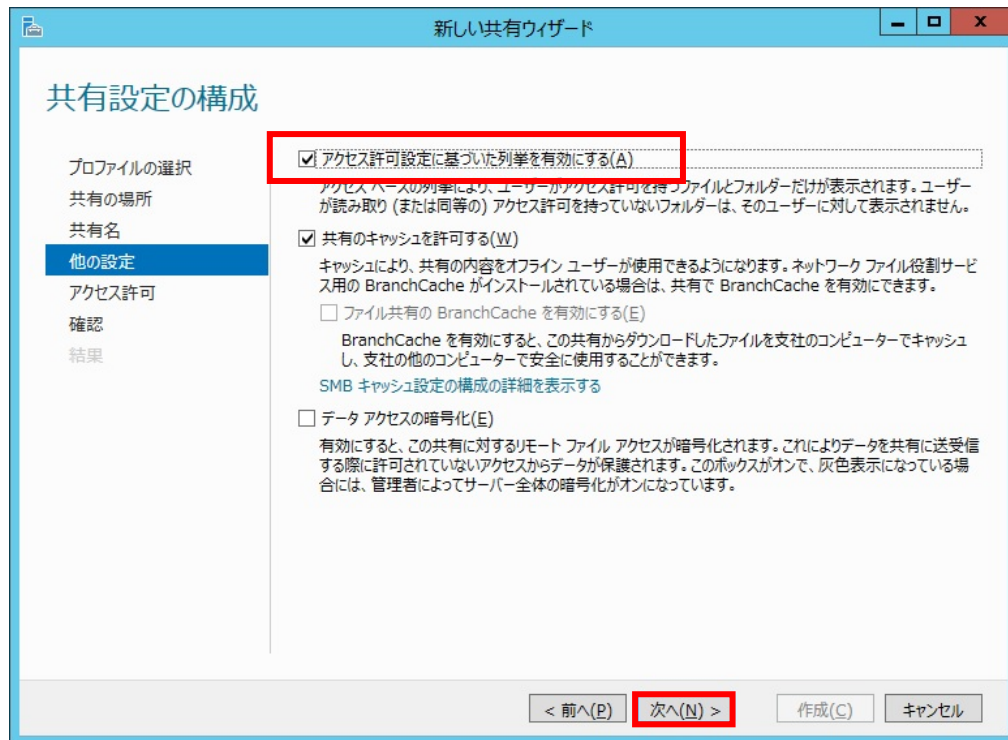 新しい共有ウィザード
共有設定の構成
プロファイルの選択
共有の場所
共有名
他の設定
アクセス許可
確認
結果
アクセス許可設定に基づいた列挙を有効にする(A)
アクセス ベースの列挙により、ユーザーがアクセス許可を持つファイルとフォルダーだけが表示されます。ユーザー
が読み取り (または同等の) アクセス許可を持っていないフォルダーは、そのユーザーに対して表示されません。
共有のキャッシュを許可する(W)
キャッシュにより、共有の内容をオフライン ユーザーが使用できるようになります。ネットワーク ファイル役割サービ
ス用の BranchCache がインストールされている場合は、共有で BranchCache を有効にできます。
ファイル共有の BranchCache を有効にする(E)
BranchCache を有効にすると、この共有からダウンロードしたファイルを支社のコンピューターでキャッシュ
し、支社の他のコンピューターで安全に使用することができます。
SMB キャッシュ設定の構成の詳細を表示する
データ アクセスの暗号化(E)
有効にすると、この共有に対するリモート ファイル アクセスが暗号化されます。これによりデータを共有に送受信
する際に許可されていないアクセスからデータが保護されます。このボックスがオンで、灰色表示になっている場
合には、管理者によってサーバー全体の暗号化がオンになっています。
< 前へ(P)
次へ(N) >
作成(C)
キャンセル